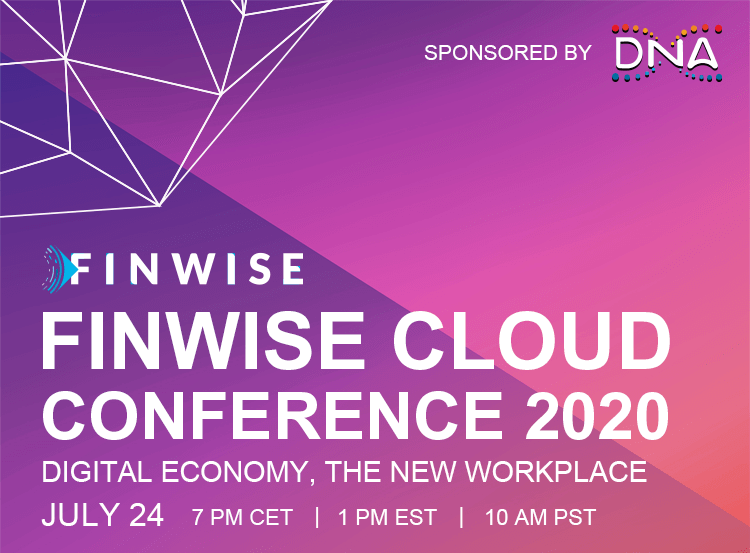 SPONSORED BY DNA
FINWISE
FINWISE CLOUD
CONFERENCE 2020
DIGITAL ECONOMY, THE NEW WORKPLACE
JULY 24 7 PM CET | 1 PM EST | 10 AM PST